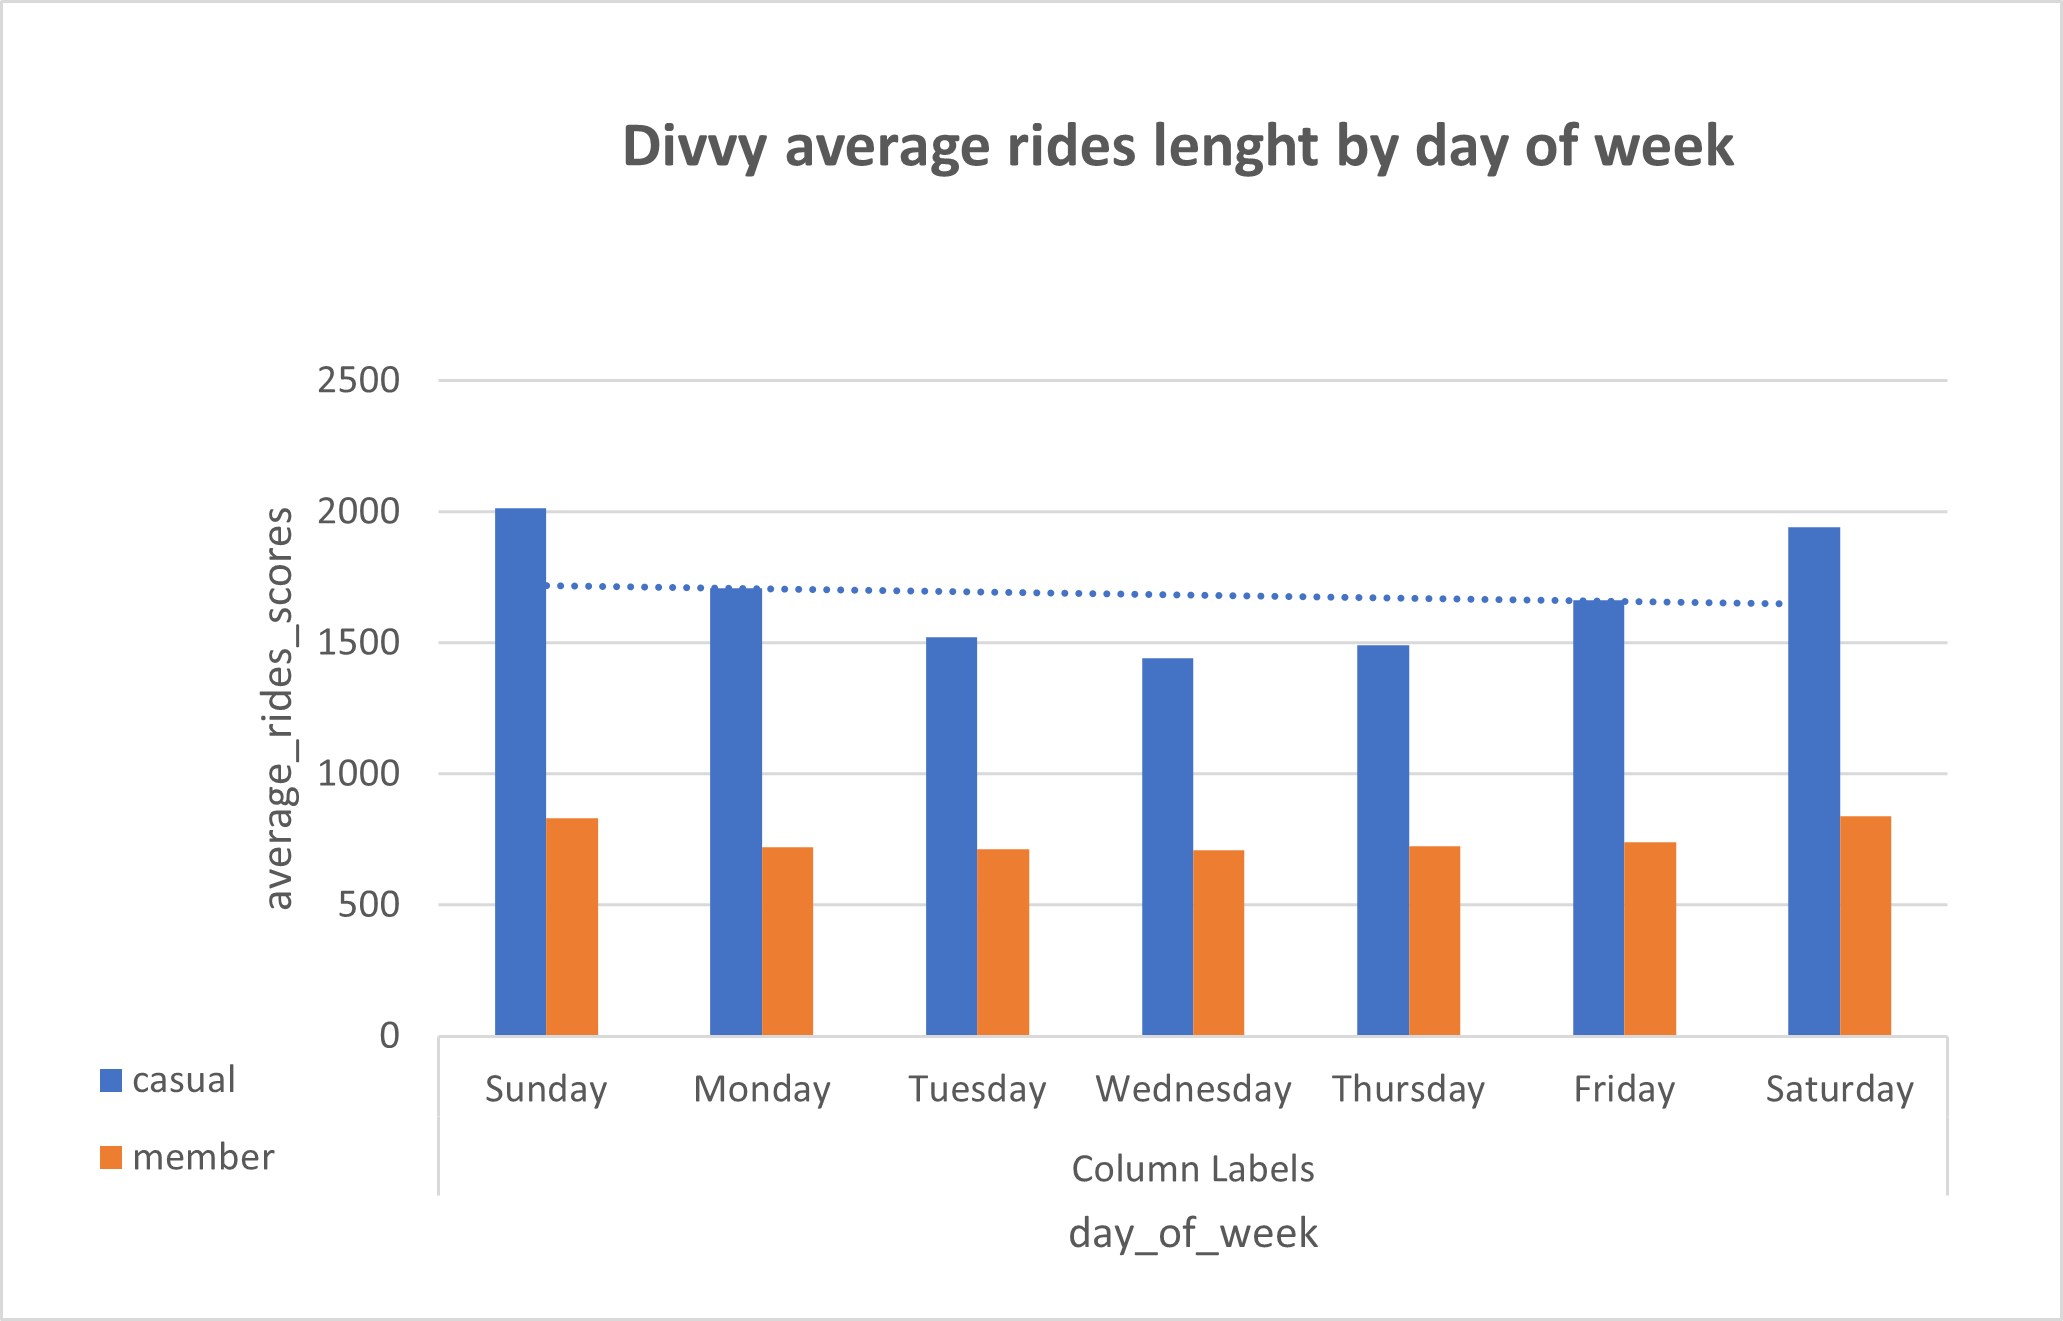 Divvy average rides lenght by day of week
2500
2000
1500
1000
500
0
average_rides_scores
casual
member
Sunday Monday Tuesday Wednesday Thursday Friday Saturday
Column Labels
day_of_week